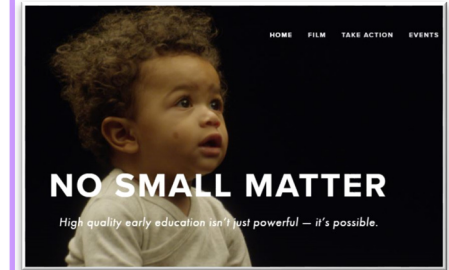 HOME FILM TAKE ACTION EVENTS
NO SMALL MATTER
High quality early education isn't just powerful — it's possible.